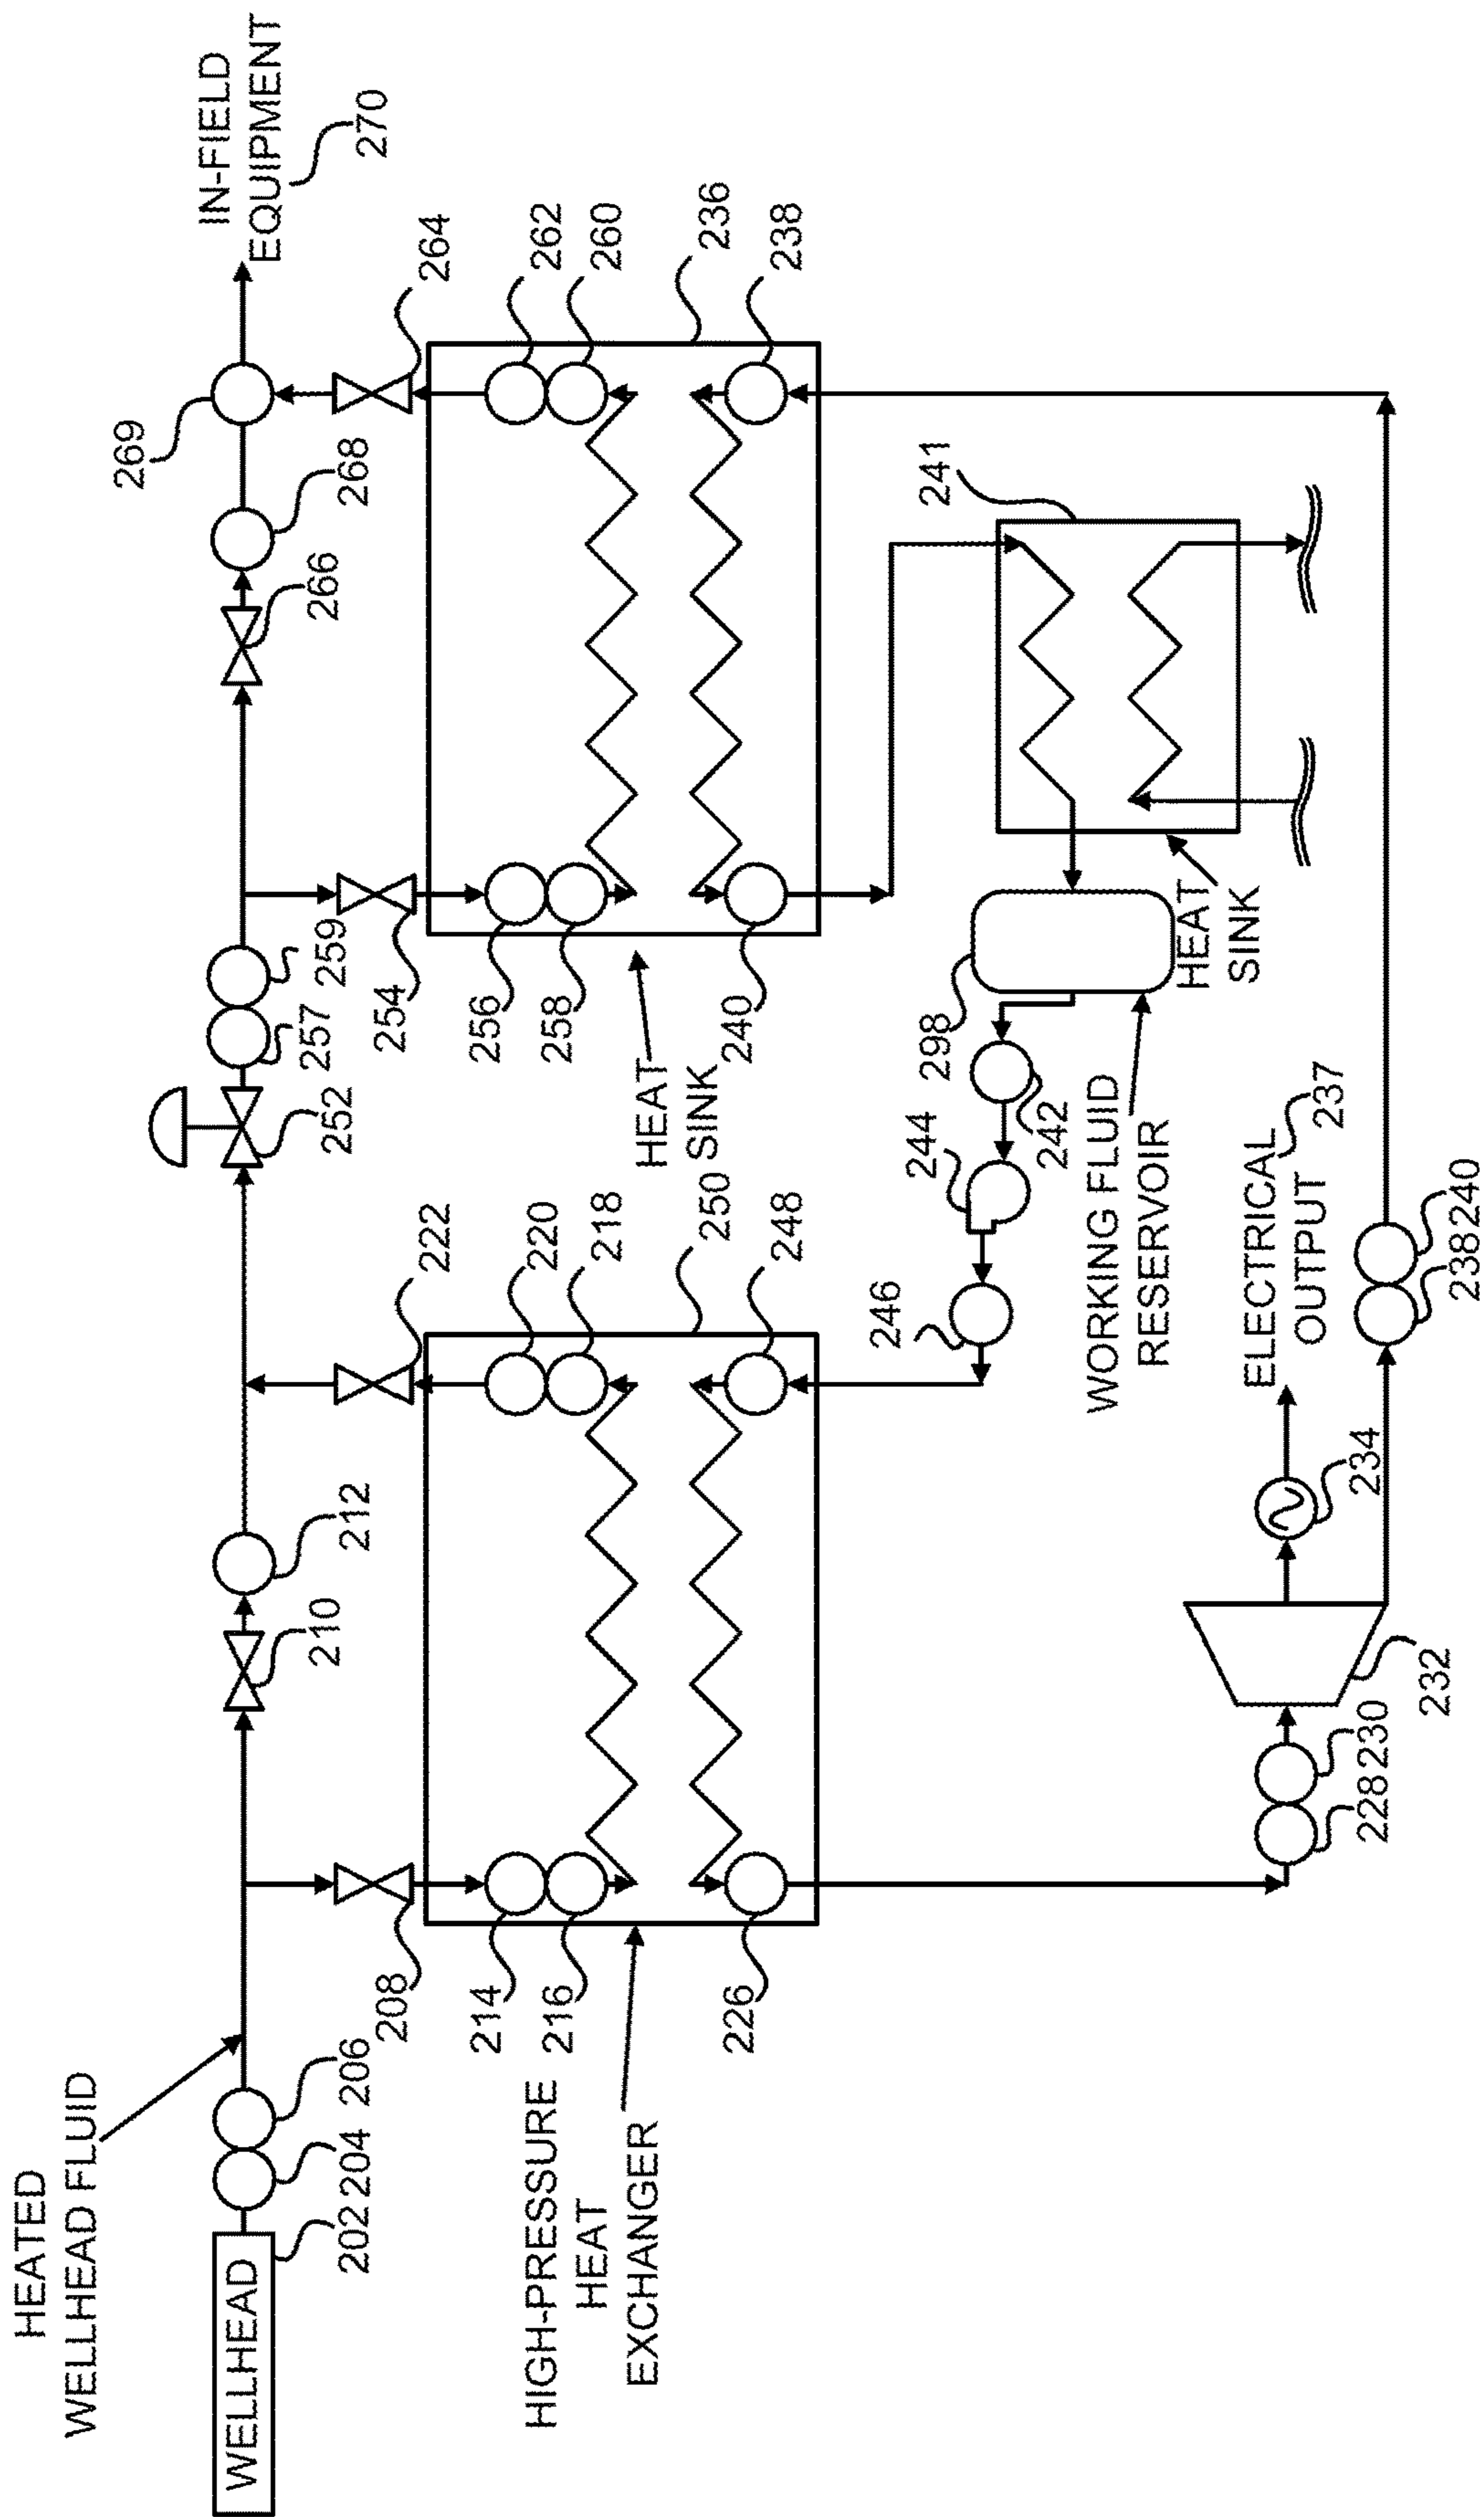 HEATED
WELLHEAD FLUID
WELLHEAD
202
204
206
208
210
212
222
252
257
259
254
266
268
269
264
IN-FIELD
EQUIPMENT
270
HIGH-PRESSURE
HEAT
EXCHANGER
214
216
226
220
218
250
248
HEAT
SINK
256
258
240
262
260
236
238
246
244
242
298
WORKING FLUID
RESERVOIR
HEAT
SINK
241
228
230
232
234
ELECTRICAL
OUTPUT
237
238
240